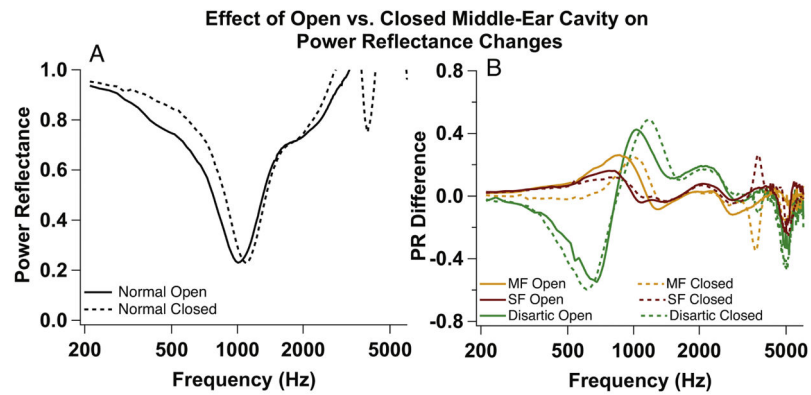 Effect of Open vs. Closed Middle-Ear Cavity on
Power Reflectance Changes
A
Power Reflectance
1.0
0.8
0.6
0.4
0.2
0.0
Normal Open
Normal Closed
200
500
1000
2000
5000
Frequency (Hz)
B
PR Difference
0.8
0.4
0.0
-0.4
-0.8
MF Open
SF Open
Disartic Open
MF Closed
SF Closed
Disartic Closed
200
500
1000
2000
5000
Frequency (Hz)